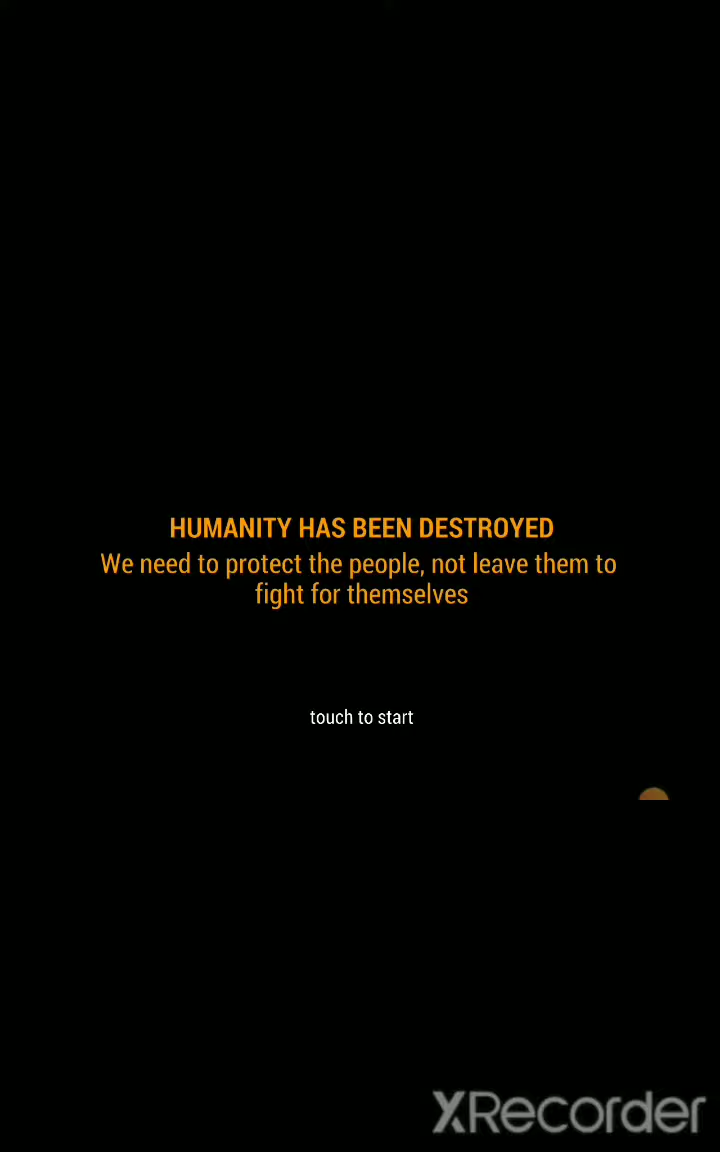 HUMANITY HAS BEEN DESTROYED
We need to protect the people, not leave them to
fight for themselves
touch to start
XRecorder